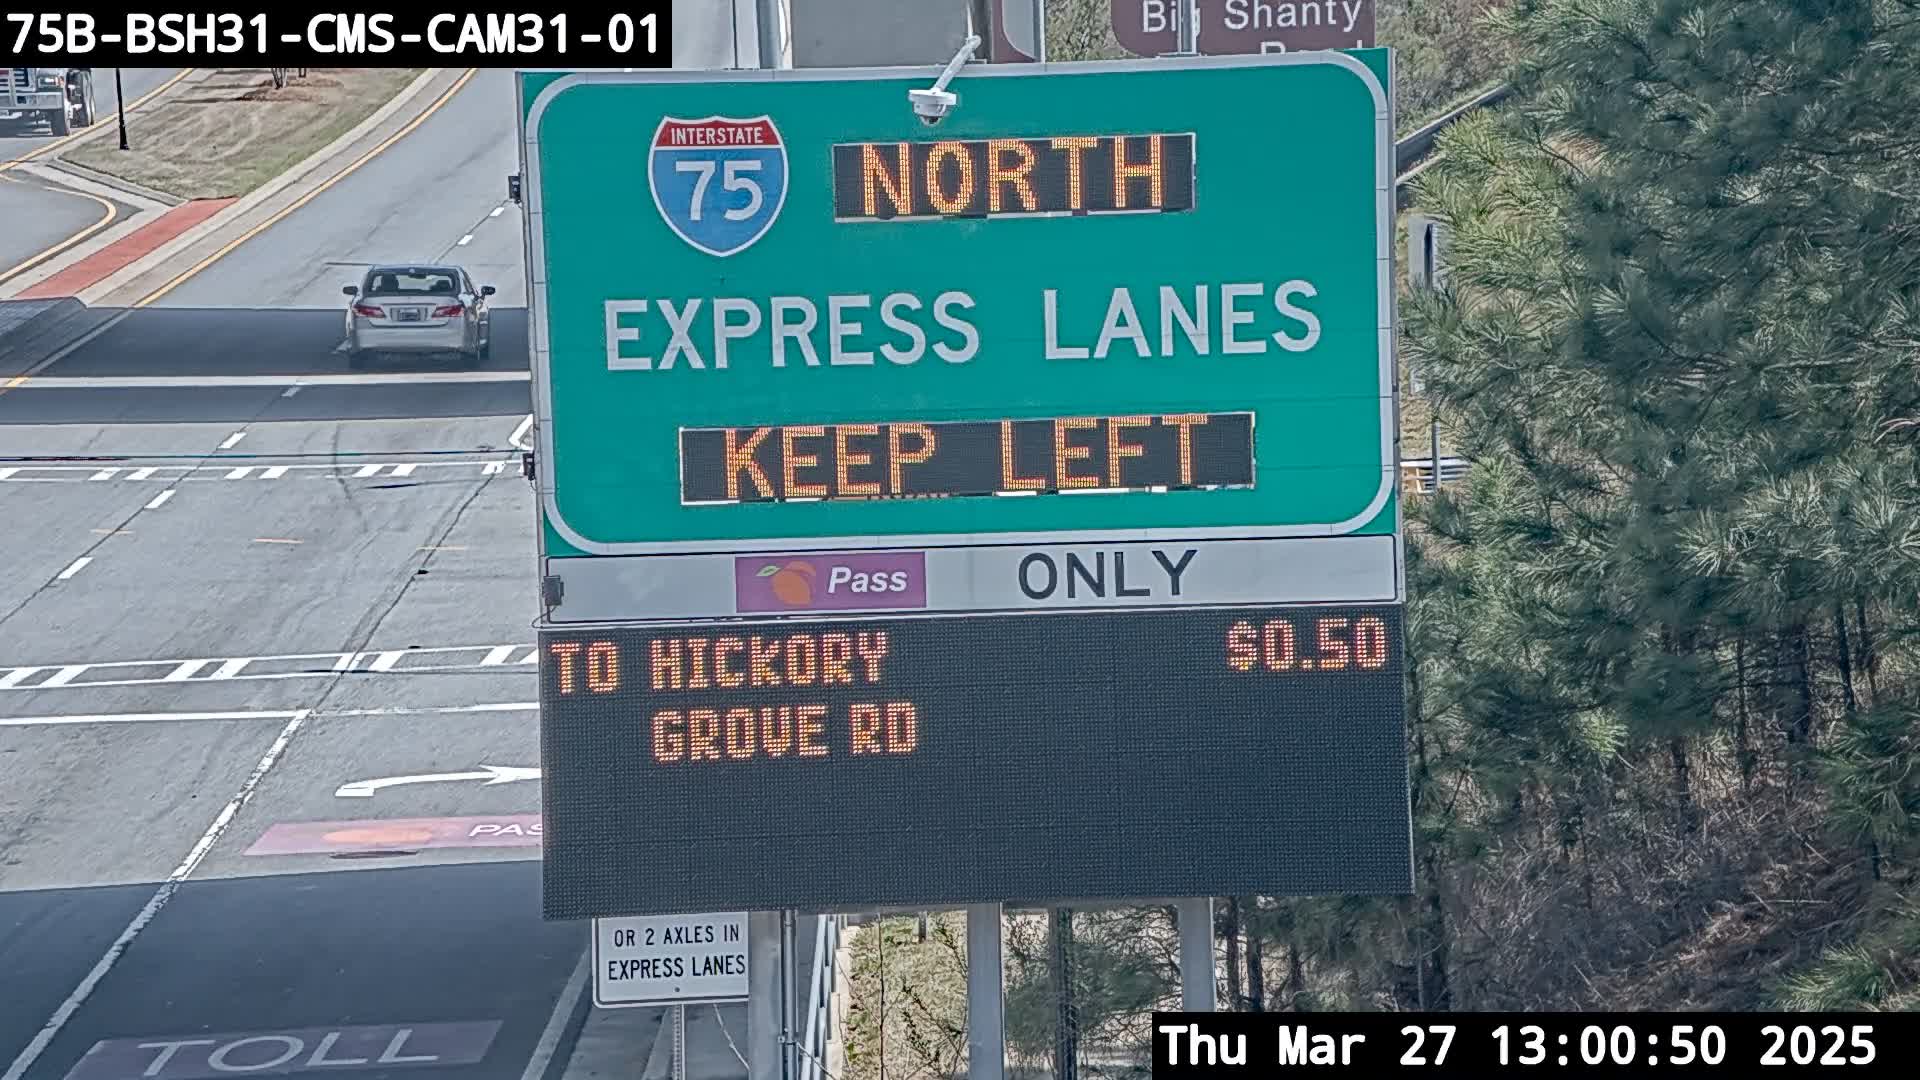 75B-BSH31-CMS-CAM31-01
Big Shanty
INTERSTATE
75
NORTH
EXPRESS LANES
KEEP LEFT
Pass ONLY
TO HICKORY $0.50
GROVE RD
PAS
OR 2 AXLES IN
EXPRESS LANES
TOLL
Thu Mar 27 13:00:50 2025